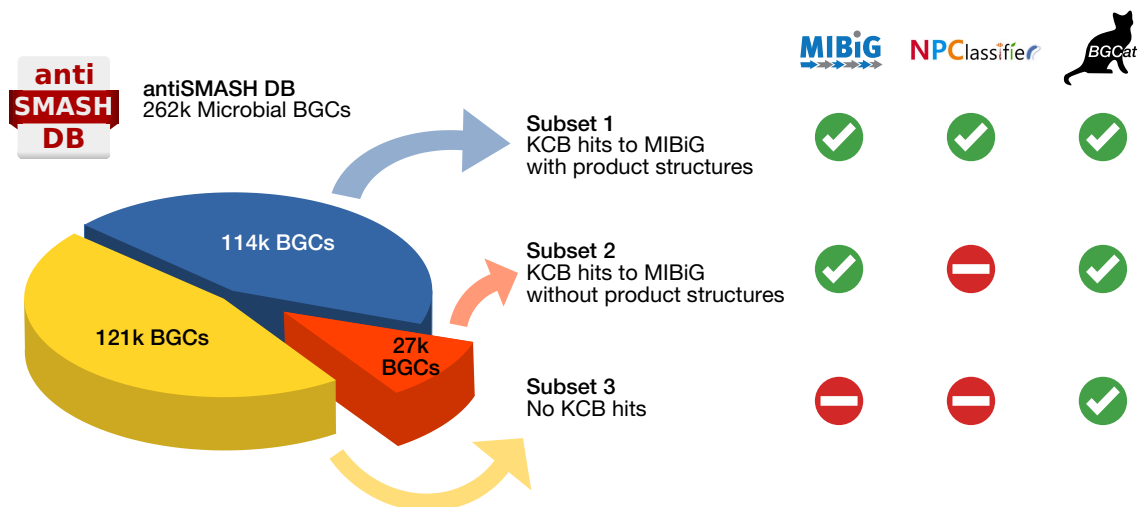 anti
SMASH
DB
antiSMASH DB
262k Microbial BGCs
MIBiG
NPClassifier
BGCat
Subset 1
KCB hits to MIBiG
with product structures
114k BGCs
Subset 2
KCB hits to MIBiG
without product structures
121k BGCs
27k
BGCs
Subset 3
No KCB hits